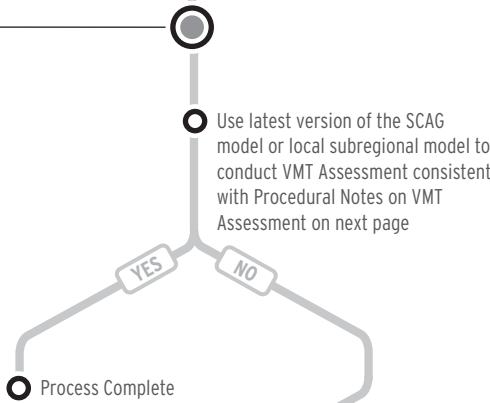 Use latest version of the SCAG
model or local subregional model to
conduct VMT Assessment consistent
with Procedural Notes on VMT
Assessment on next page
YES
NO
Process Complete